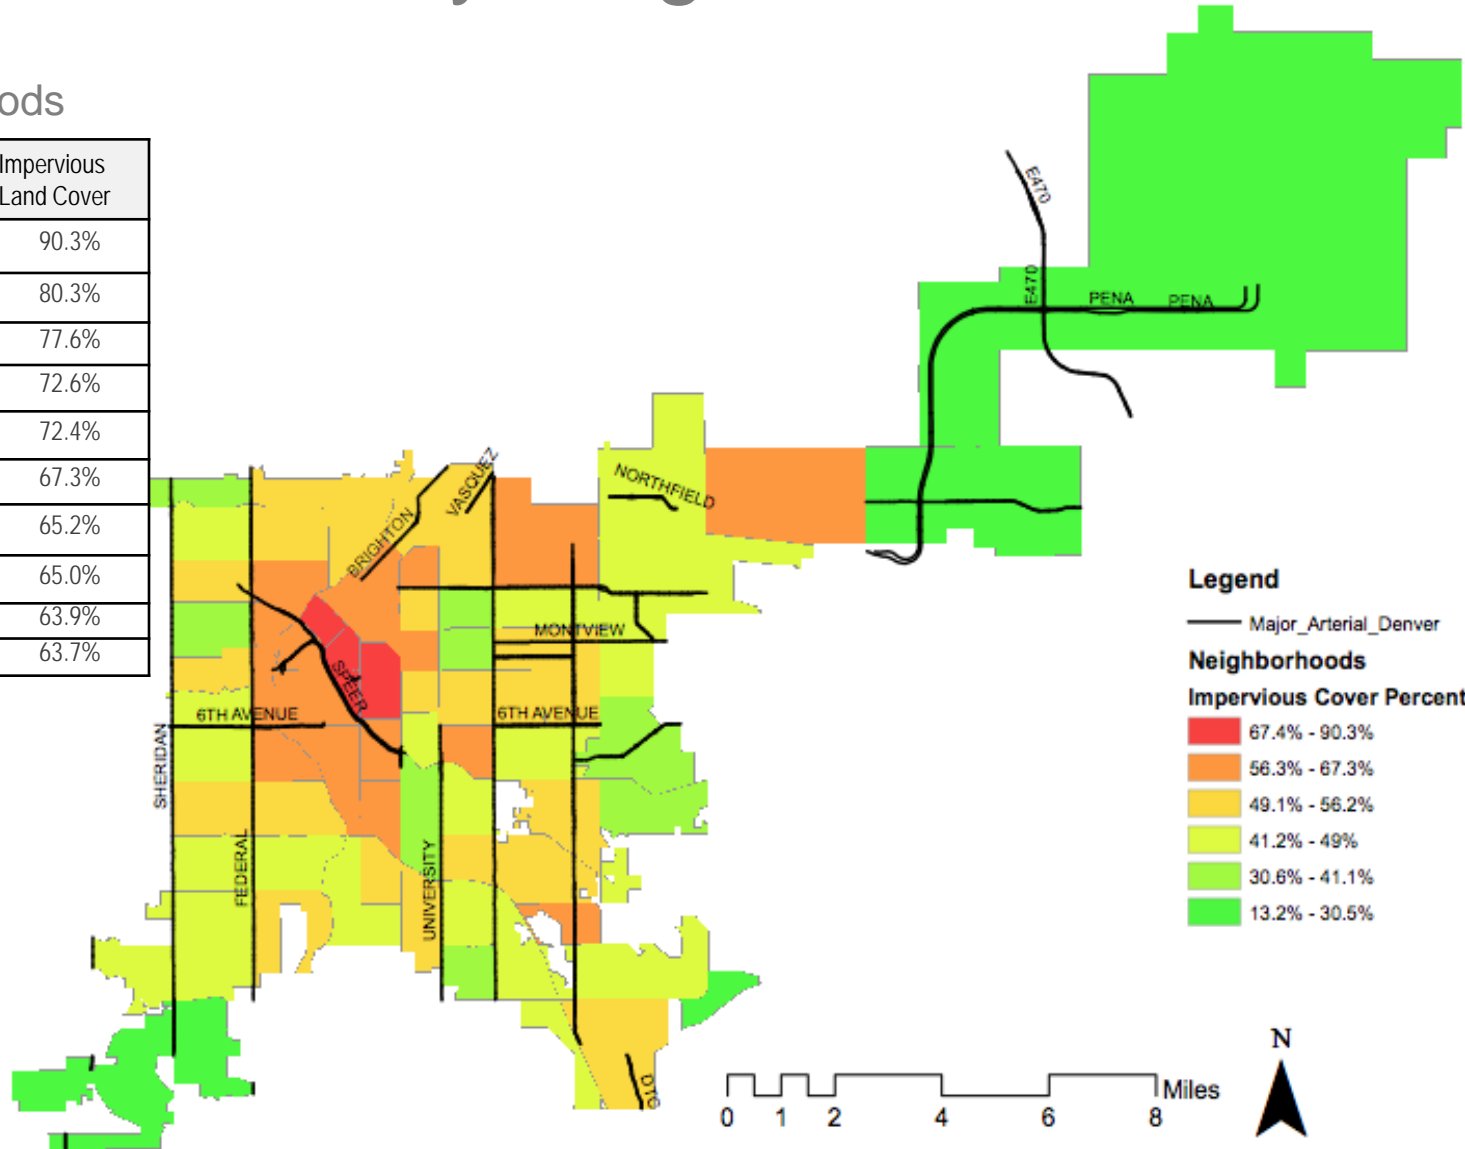 ods
Impervious
Land Cover
90.3%
80.3%
77.6%
72.6%
72.4%
67.3%
65.2%
65.0%
63.9%
63.7%
E470
E470
PENA
PENA
NORTHFIELD
VASQUEZ
BRIGHTON
MONTVIEW
SPEER
6TH AVENUE
6TH AVENUE
SHERIDAN
FEDERAL
UNIVERSITY
DTC
Legend
Major_Arterial_Denver
Neighborhoods
Impervious Cover Percent
67.4% - 90.3%
56.3% - 67.3%
49.1% - 56.2%
41.2% - 49%
30.6% - 41.1%
13.2% - 30.5%
N
Miles
0 1 2 4 6 8